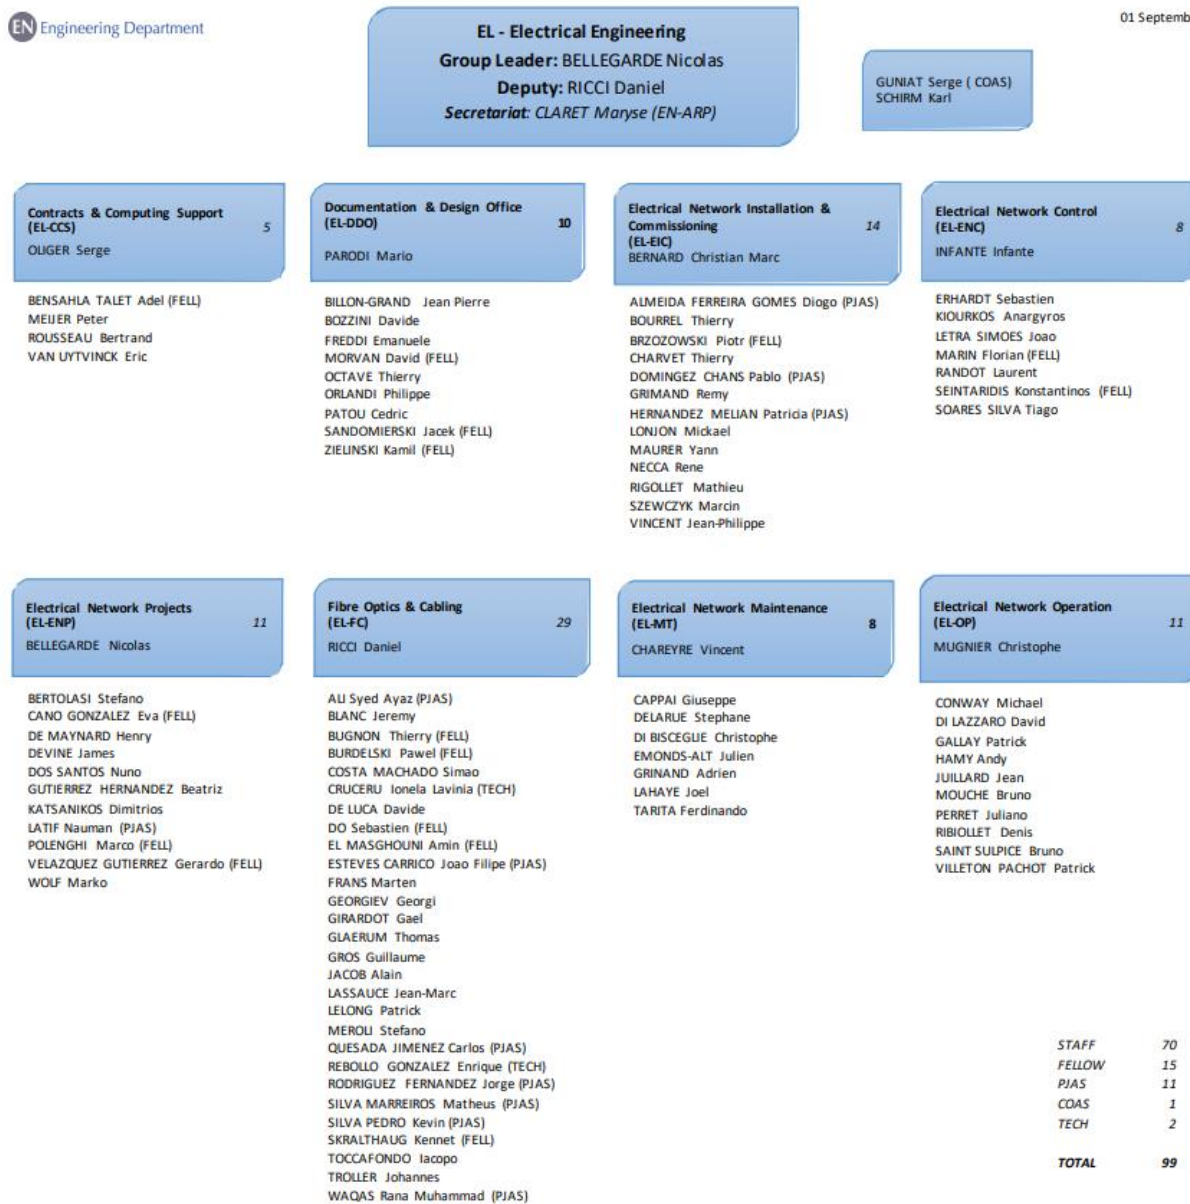 EN Engineering Department
01 Septemb
EL - Electrical Engineering
Group Leader: BELLEGARDE Nicolas
Deputy: RICCI Daniel
Secretariat: CLARET Maryse (EN-ARP)
GUNIAT Serge ( COAS)
SCHIRM Karl
Contracts & Computing Support
(EL-CCS) 5
OLIGER Serge
BENSAHLA TALET Adel (FELL)
MEIJER Peter
ROUSSEAU Bertrand
VAN UYTVINCK Eric
Documentation & Design Office
(EL-DDO) 10
PARODI Mario
BILLON-GRAND Jean Pierre
BOZZINI Davide
FREDDI Emanuele
MORVAN David (FELL)
OCTAVE Thierry
ORLANDI Philippe
PATOU Cedric
SANDOMIERSKI Jacek (FELL)
ZIELINSKI Kamil (FELL)
Electrical Network Installation &
Commissioning 14
(EL-EIC)
BERNARD Christian Marc
ALMEIDA FERREIRA GOMES Diogo (PJAS)
BOURREL Thierry
BRZOZOWSKI Piotr (FELL)
CHARVET Thierry
DOMINGEZ CHANS Pablo (PJAS)
GRIMAND Remy
HERNANDEZ MELIAN Patricia (PJAS)
LONJON Mickael
MAURER Yann
NECCA Rene
RIGOLLET Mathieu
SZEWCZYK Marcin
VINCENT Jean-Philippe
Electrical Network Control
(EL-ENC) 8
INFANTE Infante
ERHARDT Sebastien
KIOURKOS Anargyros
LETRA SIMOES Joao
MARIN Florian (FELL)
RANDOT Laurent
SEINTARIDIS Konstantinos (FELL)
SOARES SILVA Tiago
Electrical Network Projects
(EL-ENP) 11
BELLEGARDE Nicolas
BERTOLASI Stefano
CANO GONZALEZ Eva (FELL)
DE MAYNARD Henry
DEVINE James
DOS SANTOS Nuno
GUTIERREZ HERNANDEZ Beatriz
KATSANIKOS Dimitrios
LATIF Nauman (PJAS)
POLENGHI Marco (FELL)
VELAZQUEZ GUTIERREZ Gerardo (FELL)
WOLF Marko
Fibre Optics & Cabling
(EL-FC) 29
RICCI Daniel
ALI Syed Ayaz (PJAS)
BLANC Jeremy
BUGNON Thierry (FELL)
BURDELSKI Pawel (FELL)
COSTA MACHADO Simao
CRUCERU Ionela Lavinia (TECH)
DE LUCA Davide
DO Sebastien (FELL)
EL MASGHOUNI Amin (FELL)
ESTEVES CARRICO Joao Filipe (PJAS)
FRANS Marten
GEORGIEV Georgi
GIRARDOT Gael
GLAERUM Thomas
GROS Guillaume
JACOB Alain
LASSAUCE Jean-Marc
LELONG Patrick
MEROLI Stefano
QUESADA JIMENEZ Carlos (PJAS)
REBOLLO GONZALEZ Enrique (TECH)
RODRIGUEZ FERNANDEZ Jorge (PJAS)
SILVA MARREIROS Matheus (PJAS)
SILVA PEDRO Kevin (PJAS)
SKRALTHAUG Kennet (FELL)
TOCCAFONDO Iacopo
TROLLER Johannes
WAQAS Rana Muhammad (PJAS)
Electrical Network Maintenance
(EL-MT) 8
CHAREYRE Vincent
CAPPAI Giuseppe
DELARUE Stephane
DI BISCEGLIE Christophe
EMONDS-ALT Julien
GRINAND Adrien
LAHAYE Joel
TARITA Ferdinando
Electrical Network Operation
(EL-OP) 11
MUGNIER Christophe
CONWAY Michael
DI LAZZARO David
GALLAY Patrick
HAMY Andy
JUILLARD Jean
MOUCHE Bruno
PERRET Juliano
RIBIOLLET Denis
SAINT SULPICE Bruno
VILLETON PACHOT Patrick
STAFF 70
FELLOW 15
PJAS 11
COAS 1
TECH 2
TOTAL 99